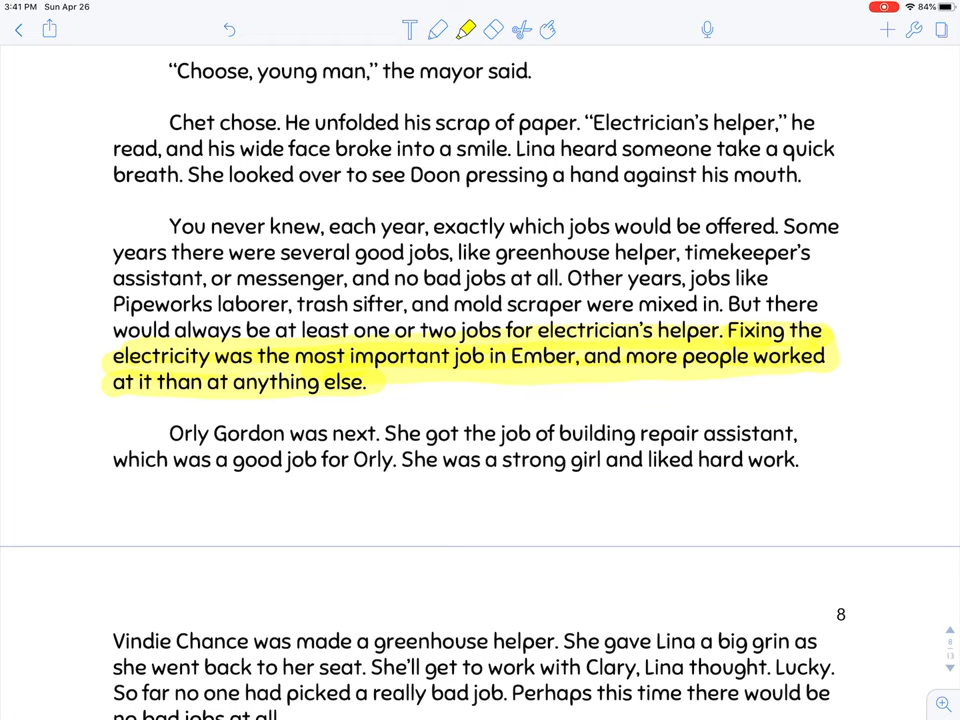 3:41 PM Sun Apr 26
84%
“Choose, young man,” the mayor said.
Chet chose. He unfolded his scrap of paper. “Electrician’s helper,” he
read, and his wide face broke into a smile. Lina heard someone take a quick
breath. She looked over to see Doon pressing a hand against his mouth.
You never knew, each year, exactly which jobs would be offered. Some
years there were several good jobs, like greenhouse helper, timekeeper’s
assistant, or messenger, and no bad jobs at all. Other years, jobs like
Pipeworks laborer, trash sifter, and mold scraper were mixed in. But there
would always be at least one or two jobs for electrician’s helper. Fixing the
electricity was the most important job in Ember, and more people worked
at it than at anything else.
Orly Gordon was next. She got the job of building repair assistant,
which was a good job for Orly. She was a strong girl and liked hard work.
8
8
13
Vindie Chance was made a greenhouse helper. She gave Lina a big grin as
she went back to her seat. She’ll get to work with Clary, Lina thought. Lucky.
So far no one had picked a really bad job. Perhaps this time there would be
no bad jobs at all.